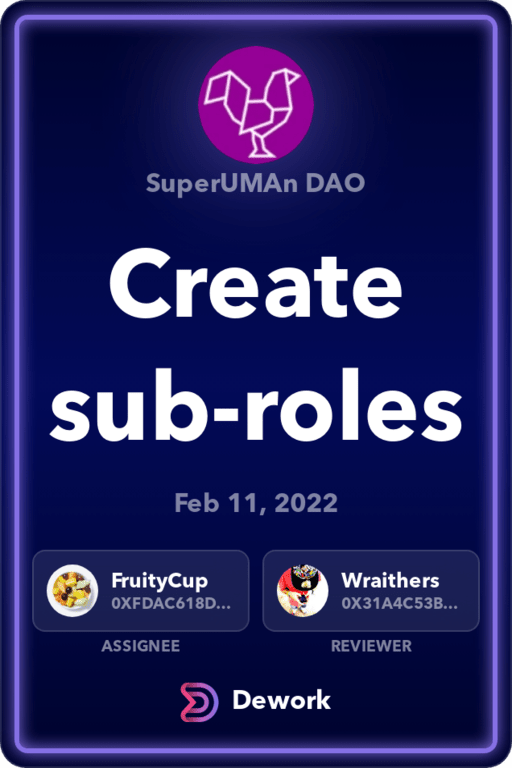 SuperUMAn DAO
Create
sub-roles
Feb 11, 2022
FruityCup
0XFDAC618D...
ASSIGNEE
Wraithers
0X31A4C53B...
REVIEWER
Dework